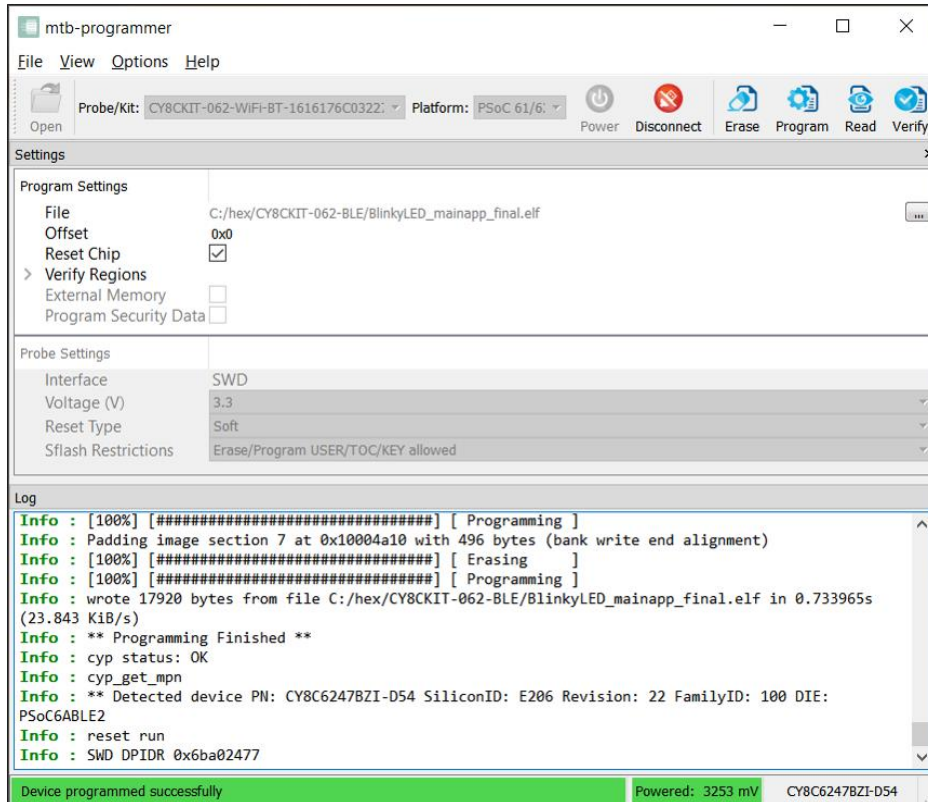 mtb-programmer
File View Options Help
Open Probe/Kit: CY8CKIT-062-WiFi-BT-1616176C0322: Platform: PSoC 61/6: Power Disconnect Erase Program Read Verify
Settings
Program Settings
File C:/hex/CY8CKIT-062-BLE/BlinkyLED_mainapp_final.elf ...
Offset 0x0
Reset Chip
Verify Regions
External Memory
Program Security Data
Probe Settings
Interface SWD
Voltage (V) 3.3
Reset Type Soft
Sflash Restrictions Erase/Program USER/TOC/KEY allowed
Log
Info : [100%] [################################] [ Programming ]
Info : Padding image section 7 at 0x10004a10 with 496 bytes (bank write end alignment)
Info : [100%] [################################] [ Erasing ]
Info : [100%] [################################] [ Programming ]
Info : wrote 17920 bytes from file C:/hex/CY8CKIT-062-BLE/BlinkyLED_mainapp_final.elf in 0.733965s
(23.843 KiB/s)
Info : ** Programming Finished **
Info : cyp status: OK
Info : cyp_get_mpn
Info : ** Detected device PN: CY8C6247BZI-D54 SiliconID: E206 Revision: 22 FamilyID: 100 DIE:
PSoC6ABLE2
Info : reset run
Info : SWD DPIDR 0x6ba02477
Device programmed successfully Powered: 3253 mV CY8C6247BZI-D54